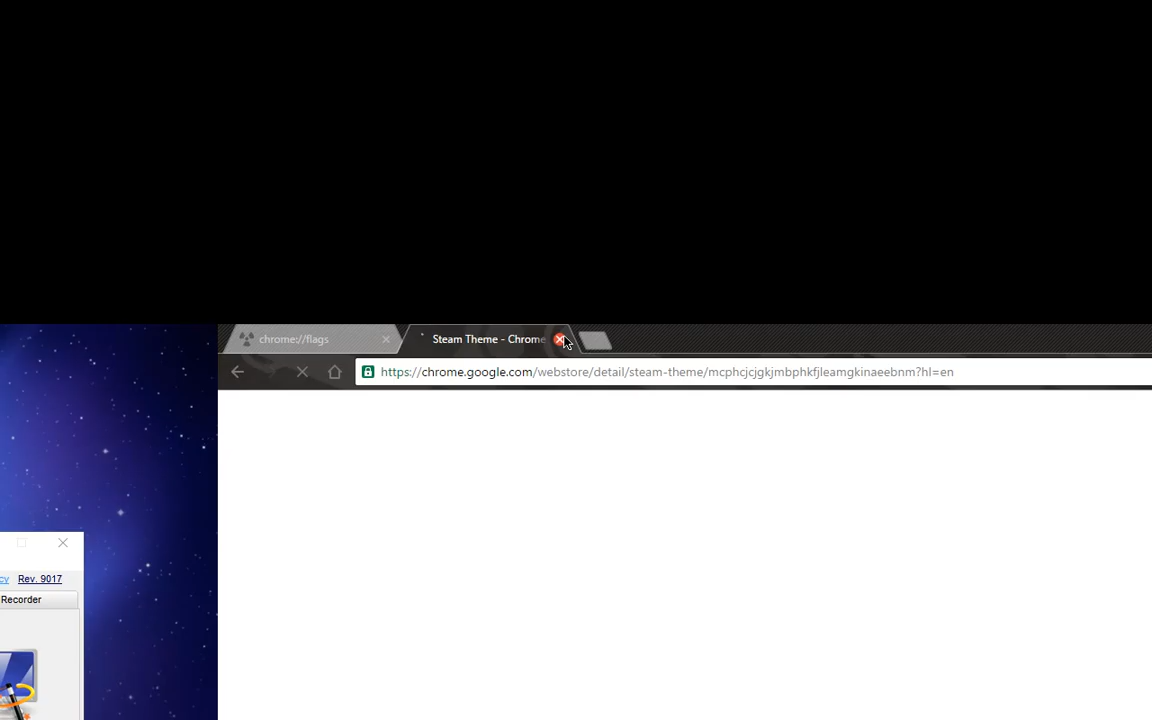 chrome://flags
Steam Theme - Chrome
https://chrome.google.com/webstore/detail/steam-theme/mcphcjcjgkjmbphkfjleamgkinaeebnm?hl=en
cy Rev. 9017
Recorder